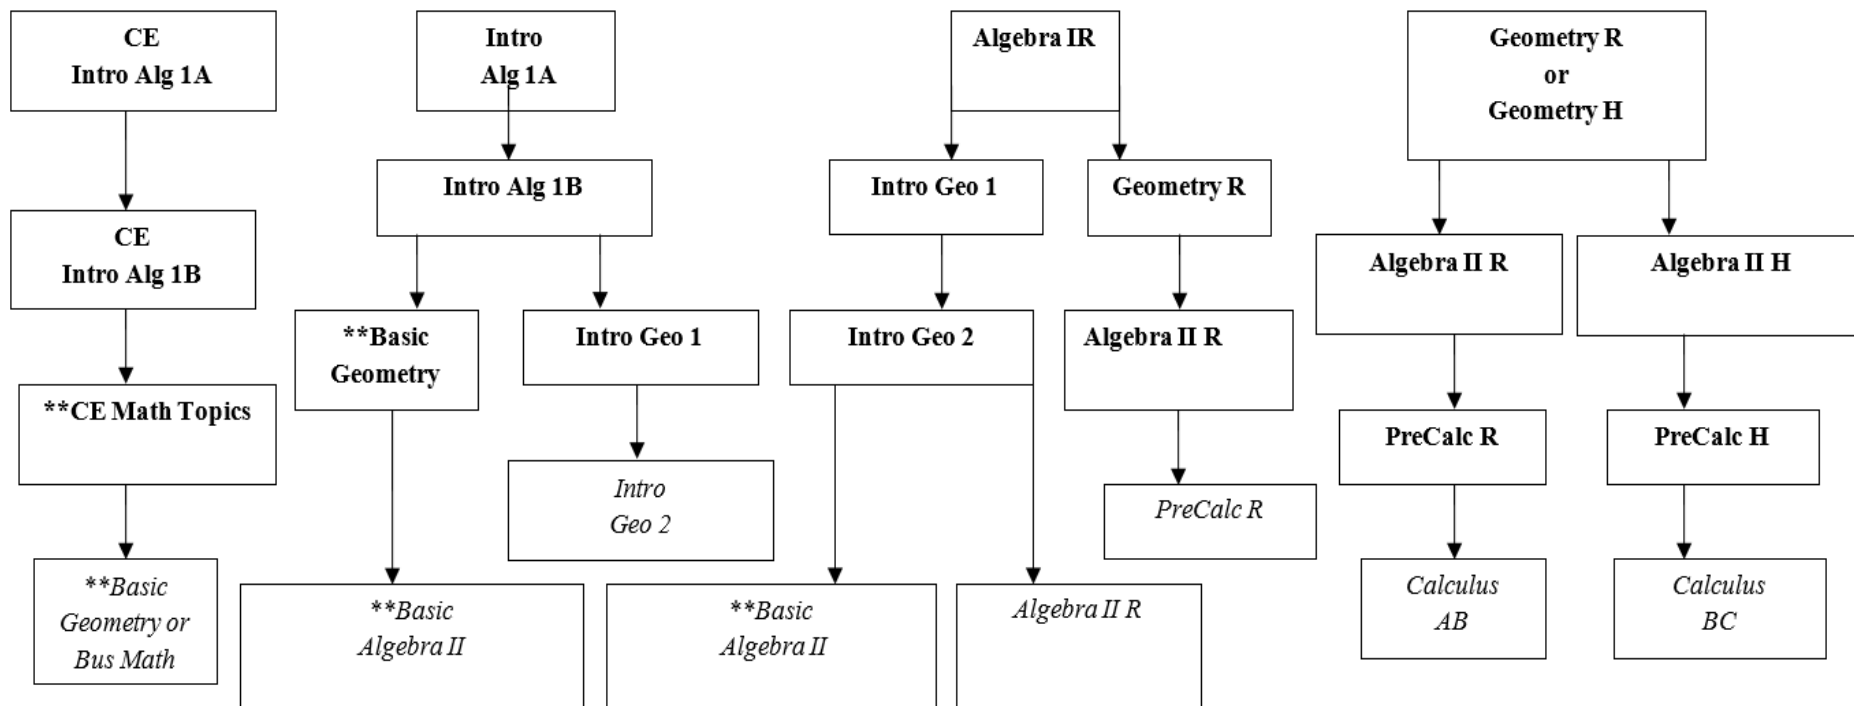 CE
Intro Alg 1A
Intro
Alg 1A
Algebra IR
Geometry R
or
Geometry H
Intro Alg 1B
Intro Geo 1
Geometry R
CE
Intro Alg 1B
Algebra II R
Algebra II H
**Basic
Geometry
Intro Geo 1
Intro Geo 2
Algebra II R
**CE Math Topics
PreCalc R
PreCalc H
Intro
Geo 2
PreCalc R
**Basic
Geometry or
Bus Math
**Basic
Algebra II
**Basic
Algebra II
Algebra II R
Calculus
AB
Calculus
BC